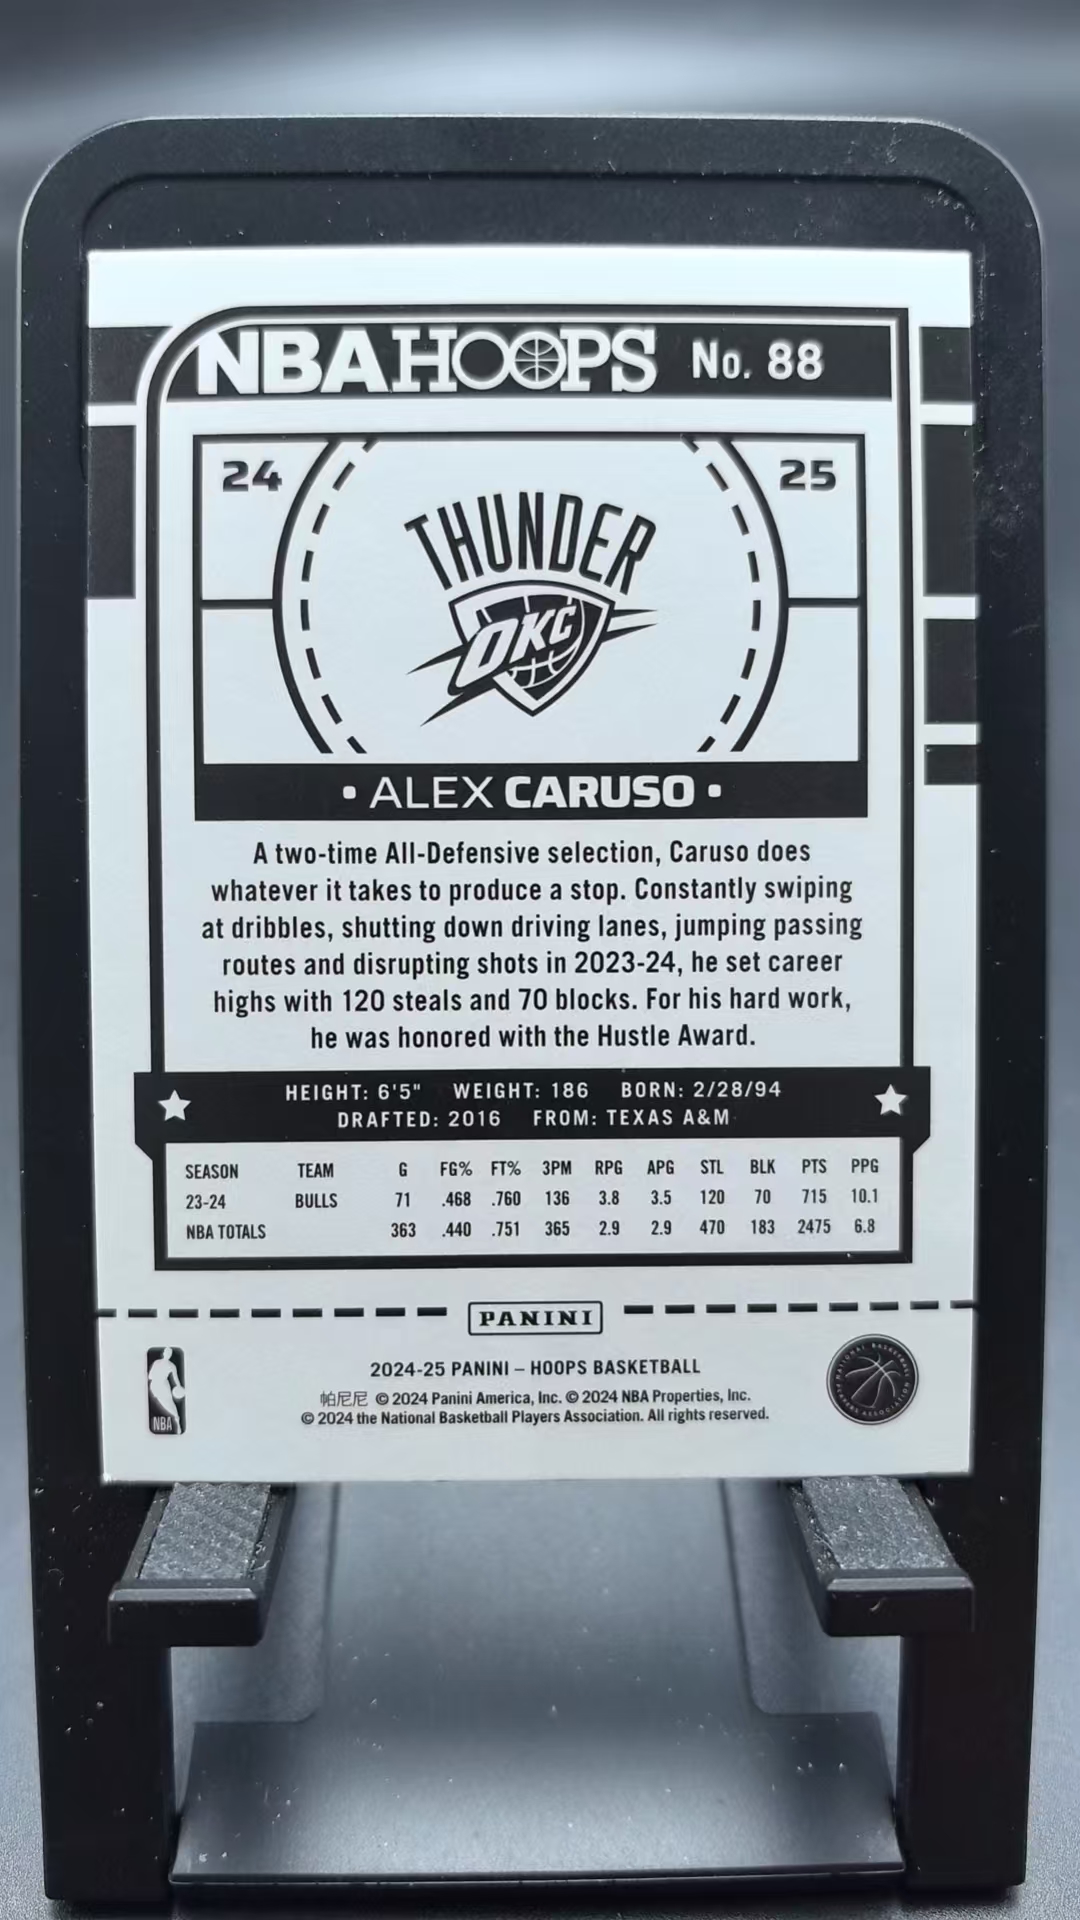 NBA HOOPS No. 88
24 25
THUNDER
OKC
• ALEX CARUSO •
A two-time All-Defensive selection, Caruso does
whatever it takes to produce a stop. Constantly swiping
at dribbles, shutting down driving lanes, jumping passing
routes and disrupting shots in 2023-24, he set career
highs with 120 steals and 70 blocks. For his hard work,
he was honored with the Hustle Award.
HEIGHT: 6'5" WEIGHT: 186 BORN: 2/28/94
DRAFTED: 2016 FROM: TEXAS A&M
SEASON TEAM G FG% FT% 3PM RPG APG STL BLK PTS PPG
23-24 BULLS 71 .468 .760 136 3.8 3.5 120 70 715 10.1
NBA TOTALS 363 .440 .751 365 2.9 2.9 470 183 2475 6.8
PANINI
2024-25 PANINI – HOOPS BASKETBALL
帕尼尼 © 2024 Panini America, Inc. © 2024 NBA Properties, Inc.
© 2024 the National Basketball Players Association. All rights reserved.
NBA
NATIONAL BASKETBALL PLAYERS ASSOCIATION